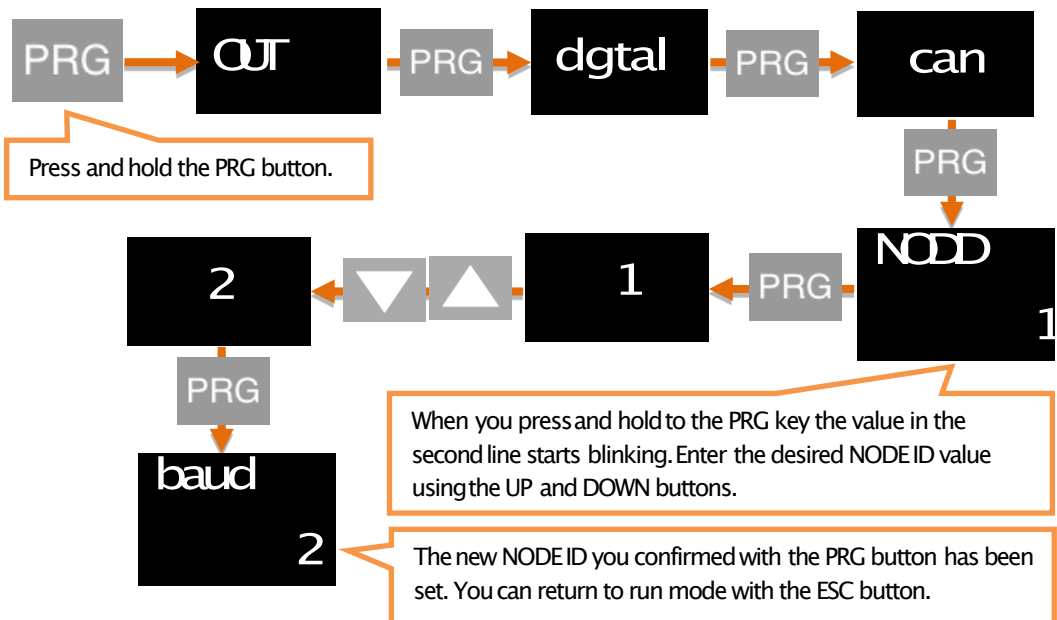 PRG
OUT
PRG
dgtal
PRG
can
Press and hold the PRG button.
PRG
NODD
1
PRG
1
2
PRG
When you press and hold to the PRG key the value in the
second line starts blinking. Enter the desired NODE ID value
using the UP and DOWN buttons.
baud
2
The new NODE ID you confirmed with the PRG button has been
set. You can return to run mode with the ESC button.